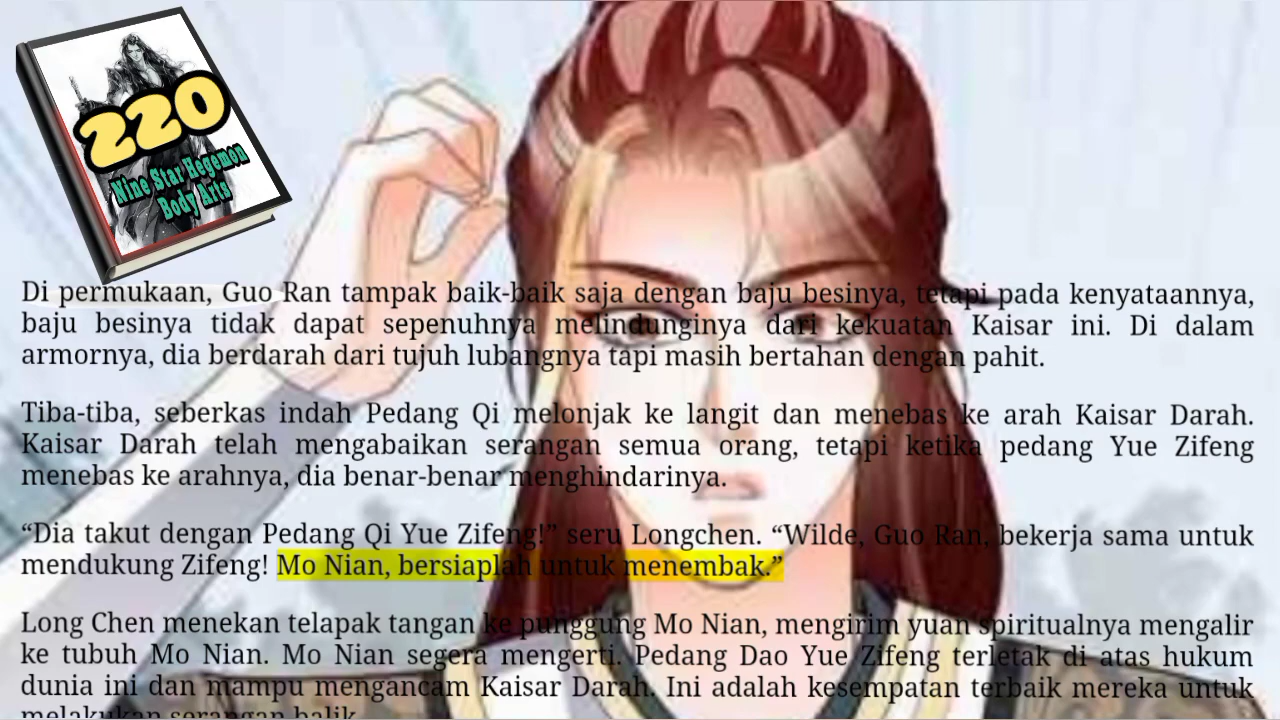 220
Nine Star Hegemon
Body Arts
Di permukaan, Guo Ran tampak baik-baik saja dengan baju besinya, tetapi pada kenyataannya,
baju besinya tidak dapat sepenuhnya melindunginya dari kekuatan Kaisar ini. Di dalam
armornya, dia berdarah dari tujuh lubangnya tapi masih bertahan dengan pahit.
Tiba-tiba, seberkas indah Pedang Qi melonjak ke langit dan menebas ke arah Kaisar Darah.
Kaisar Darah telah mengabaikan serangan semua orang, tetapi ketika pedang Yue Zifeng
menebas ke arahnya, dia benar-benar menghindarinya.
“Dia takut dengan Pedang Qi Yue Zifeng!” seru Longchen. “Wilde, Guo Ran, bekerja sama untuk
mendukung Zifeng! Mo Nian, bersiaplah untuk menembak.”
Long Chen menekan telapak tangan ke punggung Mo Nian, mengirim yuan spiritualnya mengalir
ke tubuh Mo Nian. Mo Nian segera mengerti. Pedang Dao Yue Zifeng terletak di atas hukum
dunia ini dan mampu mengancam Kaisar Darah. Ini adalah kesempatan terbaik mereka untuk
melakukan serangan balik.